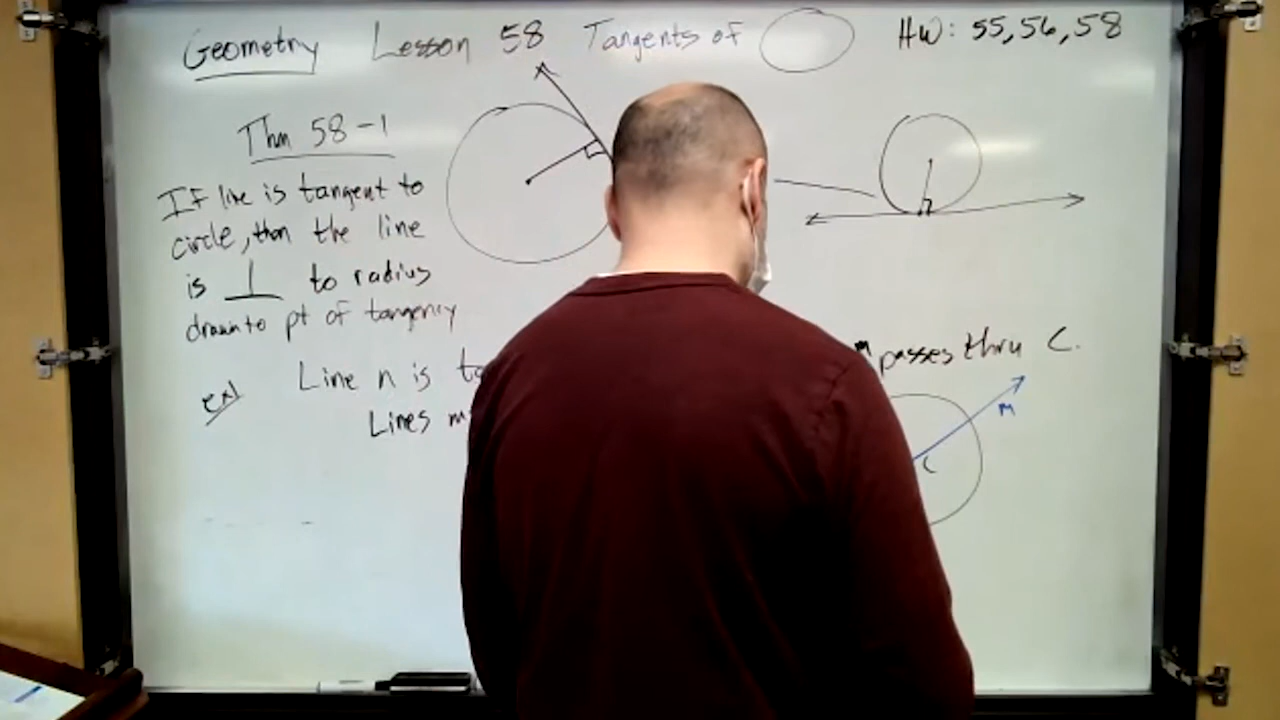 Geometry Lesson 58 Tangents of
HW: 55, 56, 58
Thm 58-1
If line is tangent to
circle, then the line
is ⊥ to radius
drawn to pt of tangency
ex1
Line n is
passes thru C.
Lines
m
C